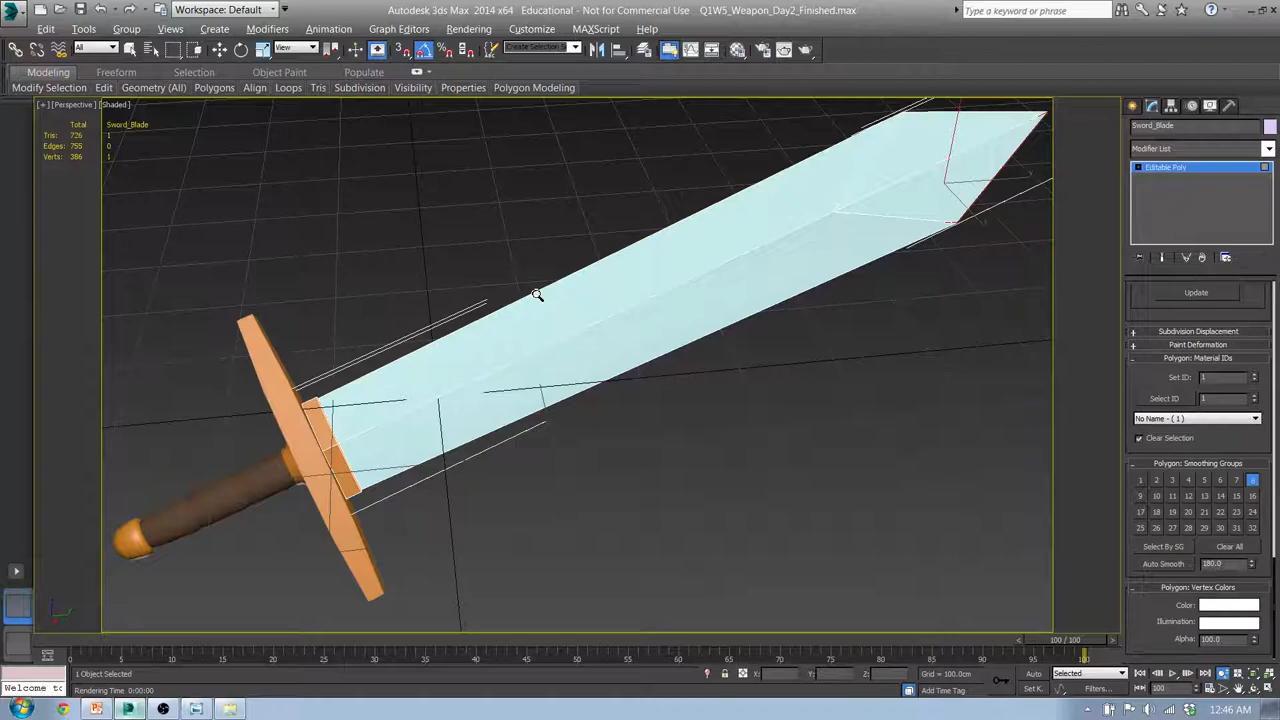 Workspace: Default
Autodesk 3ds Max 2014 x64    Educational - Not for Commercial Use    Q1W5_Weapon_Day2_Finished.max
Type a keyword or phrase
Edit Tools Group Views Create Modifiers Animation Graph Editors Rendering Customize MAXScript Help
All View Create Selection Se
Modeling Freeform Selection Object Paint Populate
Modify Selection Edit Geometry (All) Polygons Align Loops Tris Subdivision Visibility Properties Polygon Modeling
[+] [Perspective] [Shaded]
Total Sword_Blade
Tris: 726 1
Edges: 755 0
Verts: 386 1
Sword_Blade
Modifier List
Editable Poly
Update
+ Subdivision Displacement
+ Paint Deformation
- Polygon: Material IDs
Set ID: 1
Select ID 1
No Name - ( 1 )
Clear Selection
- Polygon: Smoothing Groups
1 2 3 4 5 6 7 8
9 10 11 12 13 14 15 16
17 18 19 20 21 22 23 24
25 26 27 28 29 30 31 32
Select By SG Clear All
Auto Smooth 180.0
- Polygon: Vertex Colors
Color:
Illumination:
Alpha: 100.0
< 100 / 100 >
0 5 10 15 20 25 30 35 40 45 50 55 60 65 70 75 80 85 90 95 100
1 Object Selected X: Y: Z: Grid = 100.0cm Auto Selected
Welcome to Rendering Time 0:00:00 Add Time Tag Set K. Filters... 100
12:46 AM